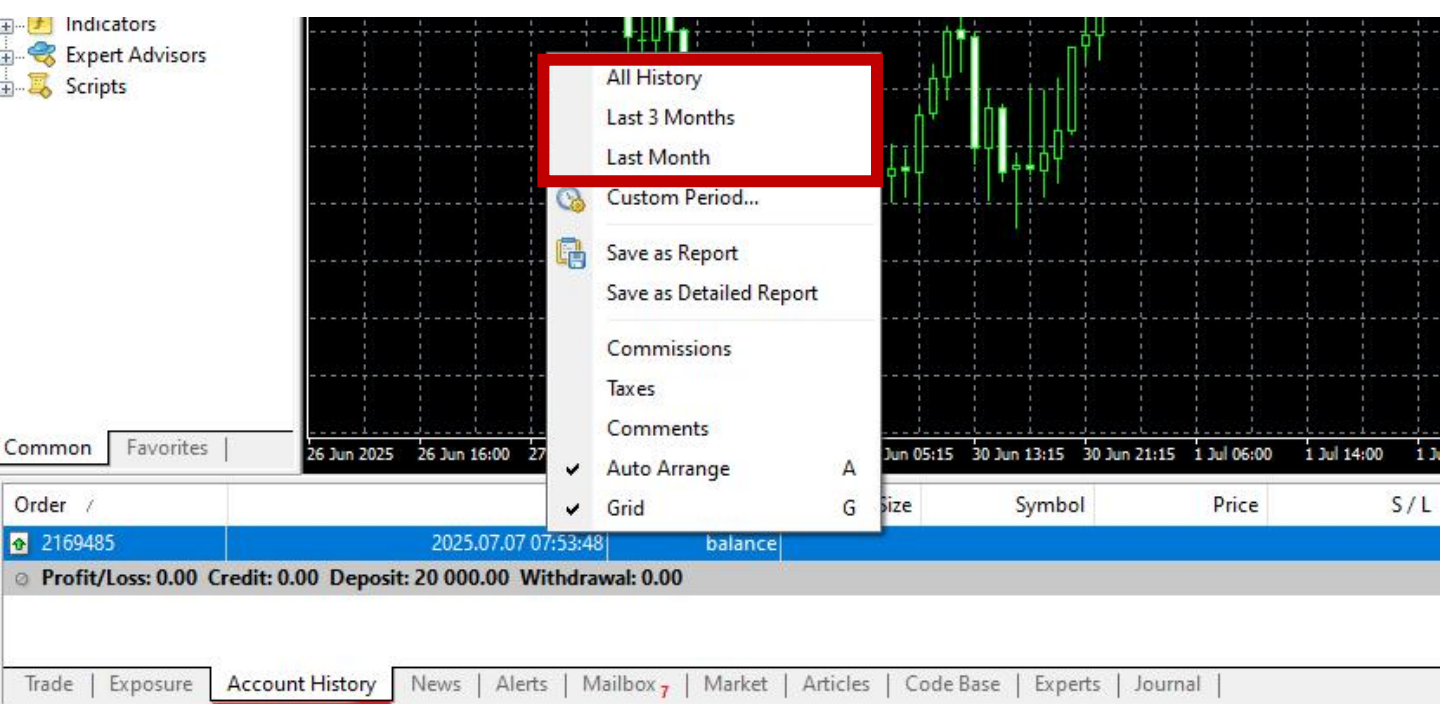 Indicators
Expert Advisors
Scripts
Common Favorites
All History
Last 3 Months
Last Month
Custom Period...
Save as Report
Save as Detailed Report
Commissions
Taxes
Comments
Auto Arrange A
Grid G
26 Jun 2025 26 Jun 16:00 27 Jun 05:15 30 Jun 13:15 30 Jun 21:15 1 Jul 06:00 1 Jul 14:00
Order / Size Symbol Price S / L
2169485 2025.07.07 07:53:48 balance
Profit/Loss: 0.00 Credit: 0.00 Deposit: 20 000.00 Withdrawal: 0.00
Trade | Exposure Account History News | Alerts | Mailbox 7 | Market | Articles | Code Base | Experts | Journal |